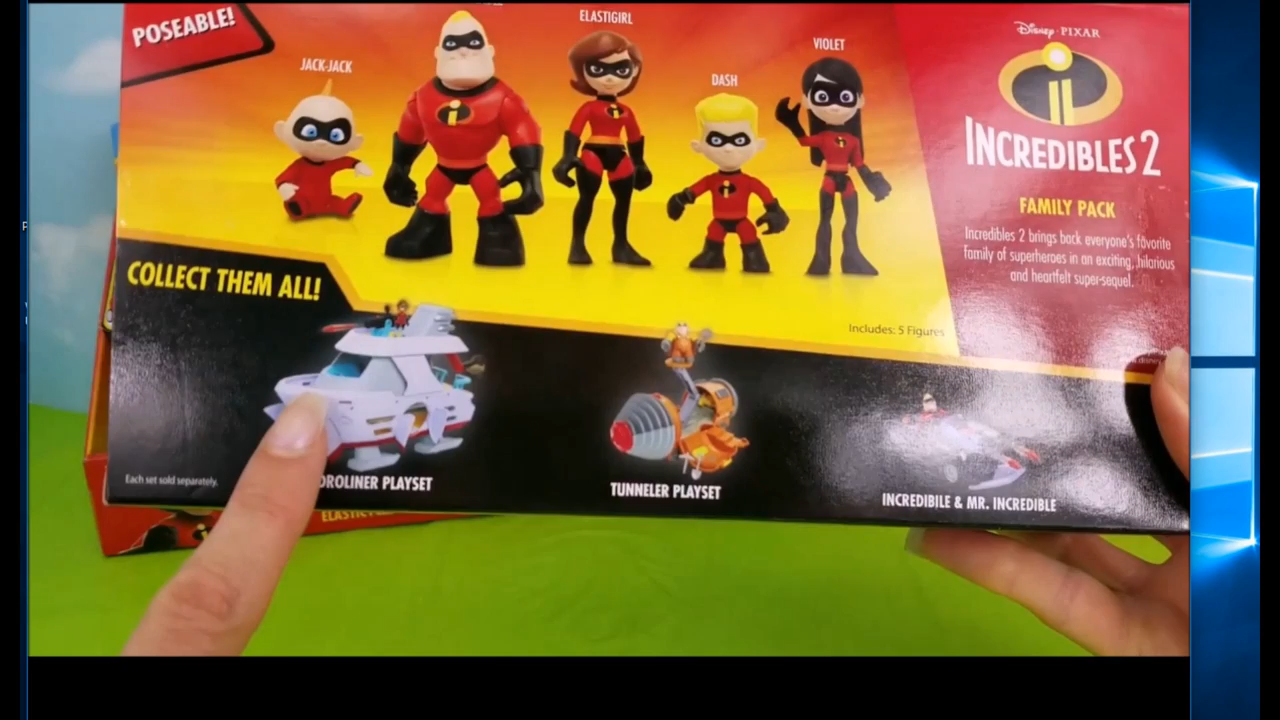 POSEABLE!
JACK-JACK
ELASTIGIRL
DASH
VIOLET
Disney · PIXAR
INCREDIBLES 2
FAMILY PACK
Incredibles 2 brings back everyone's favorite
family of superheroes in an exciting, hilarious
and heartfelt super-sequel.
Includes: 5 Figures
COLLECT THEM ALL!
Each set sold separately.
PLAYSET
TUNNELER PLAYSET
INCREDIBILE & MR. INCREDIBLE